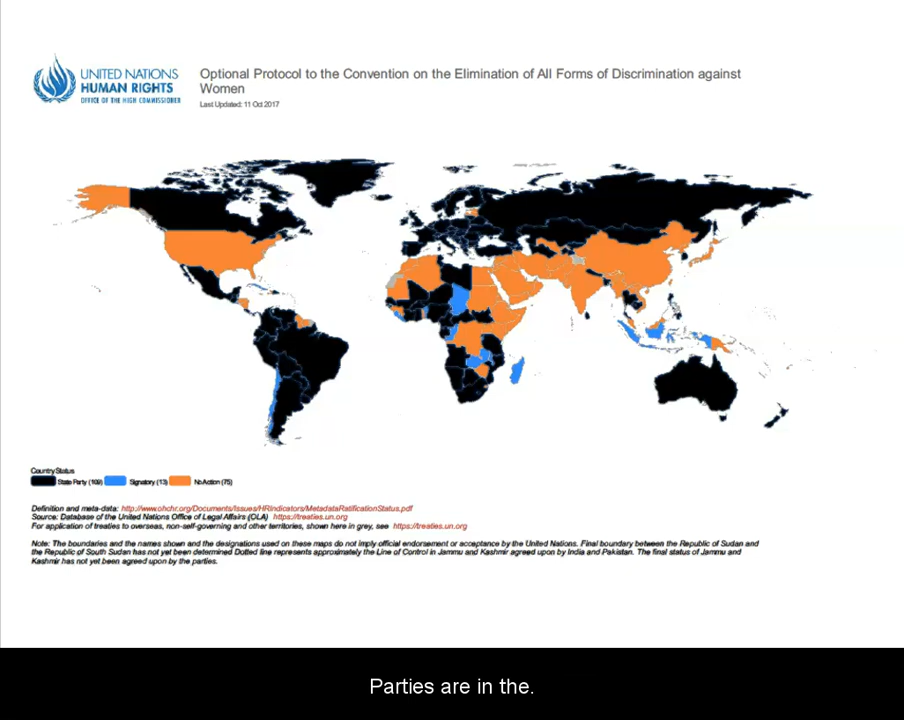 UNITED NATIONS
HUMAN RIGHTS
OFFICE OF THE HIGH COMMISSIONER
Optional Protocol to the Convention on the Elimination of All Forms of Discrimination against
Women
Last Updated: 11 Oct 2017
Country Status
State Party (109) Signatory (13) No Action (75)
Definition and meta-data: http://www.ohchr.org/Documents/Issues/HRIndicators/MetadataRatificationStatus.pdf
Source: Database of the United Nations Office of Legal Affairs (OLA) https://treaties.un.org
For application of treaties to overseas, non-self-governing and other territories, shown here in grey, see https://treaties.un.org
Note: The boundaries and the names shown and the designations used on these maps do not imply official endorsement or acceptance by the United Nations. Final boundary between the Republic of Sudan and
the Republic of South Sudan has not yet been determined Dotted line represents approximately the Line of Control in Jammu and Kashmir agreed upon by India and Pakistan. The final status of Jammu and
Kashmir has not yet been agreed upon by the parties.
Parties are in the.